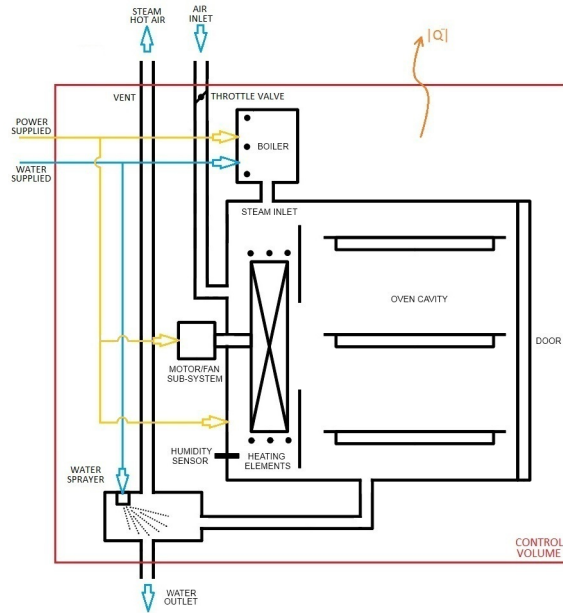 STEAM
HOT AIR
AIR
INLET
|Q̇|
VENT
THROTTLE VALVE
POWER
SUPPLIED
BOILER
WATER
SUPPLIED
STEAM INLET
OVEN CAVITY
DOOR
MOTOR/FAN
SUB-SYSTEM
HUMIDITY
SENSOR
HEATING
ELEMENTS
WATER
SPRAYER
CONTROL
VOLUME
WATER
OUTLET